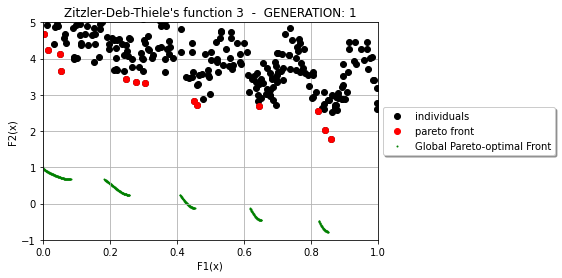 Zitzler-Deb-Thiele's function 3  -  GENERATION: 1
5
4
3
2
1
0
-1
F2(x)
0.0 0.2 0.4 0.6 0.8 1.0
F1(x)
individuals
pareto front
Global Pareto-optimal Front